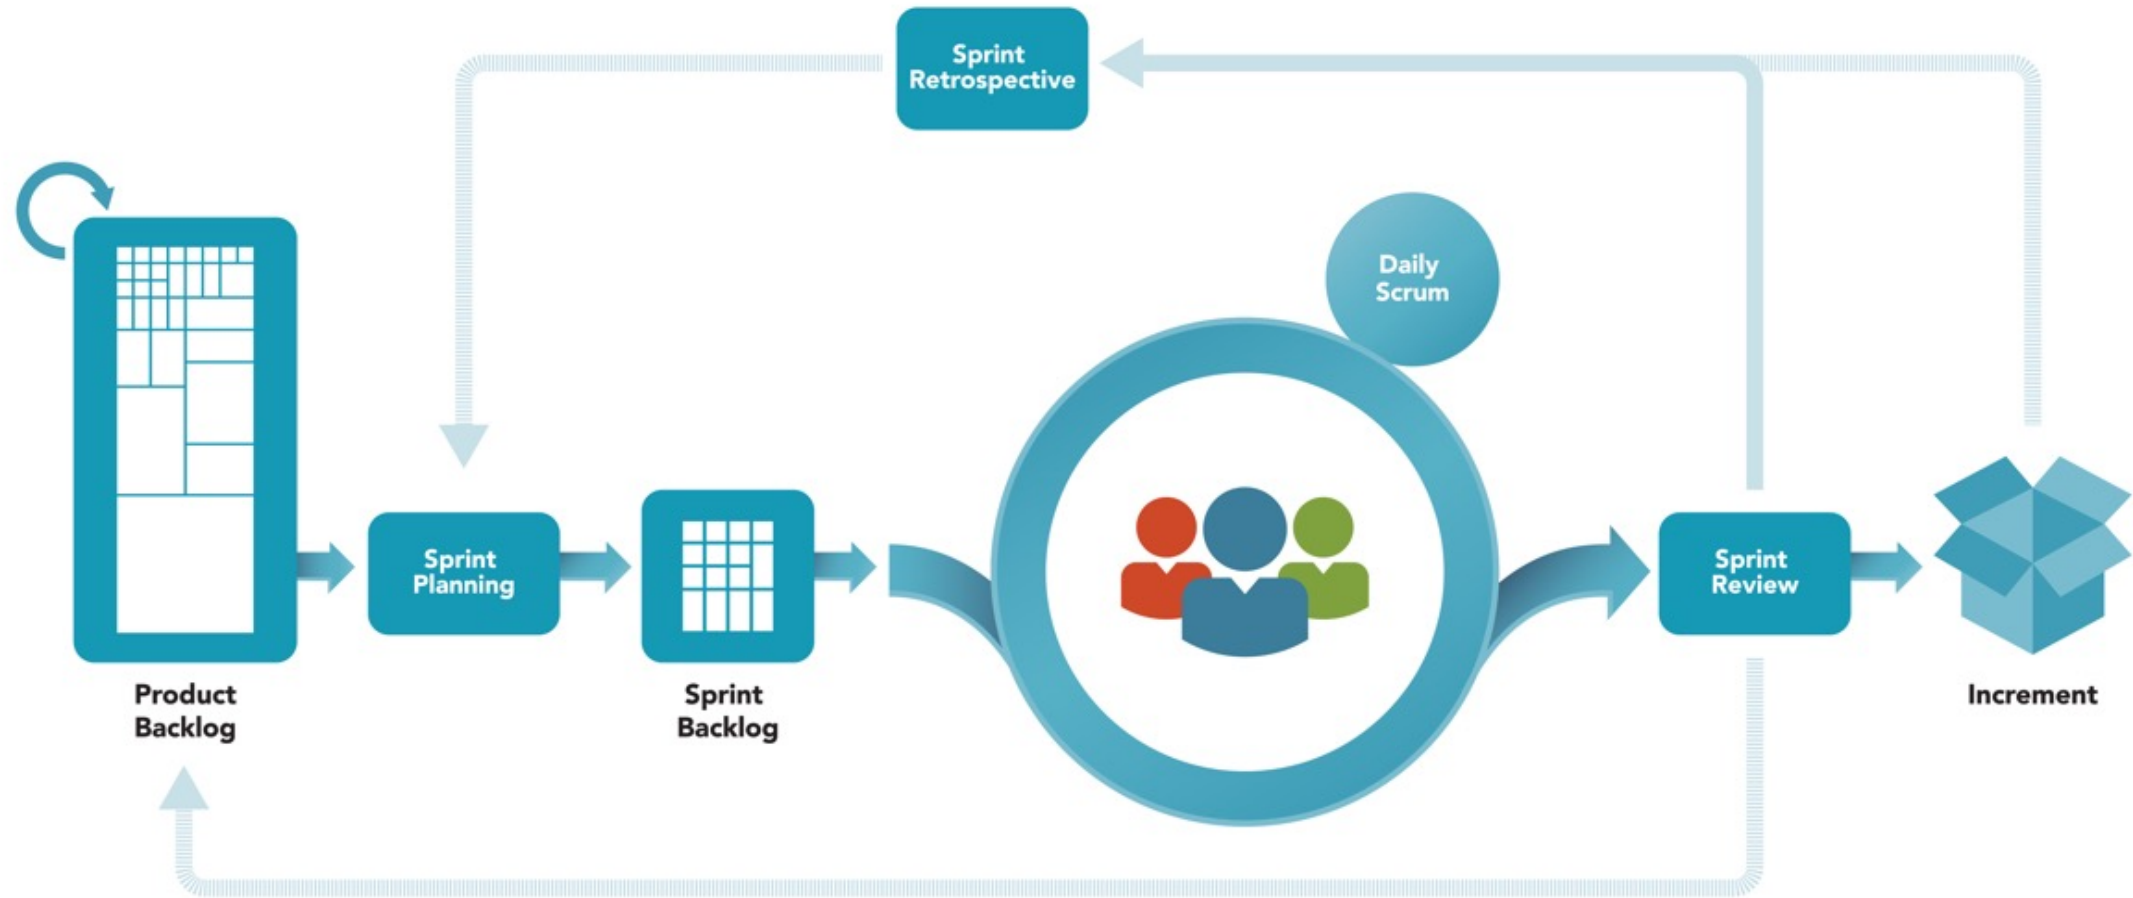 Sprint
Retrospective
Daily
Scrum
Sprint
Planning
Sprint
Review
Product
Backlog
Sprint
Backlog
Increment